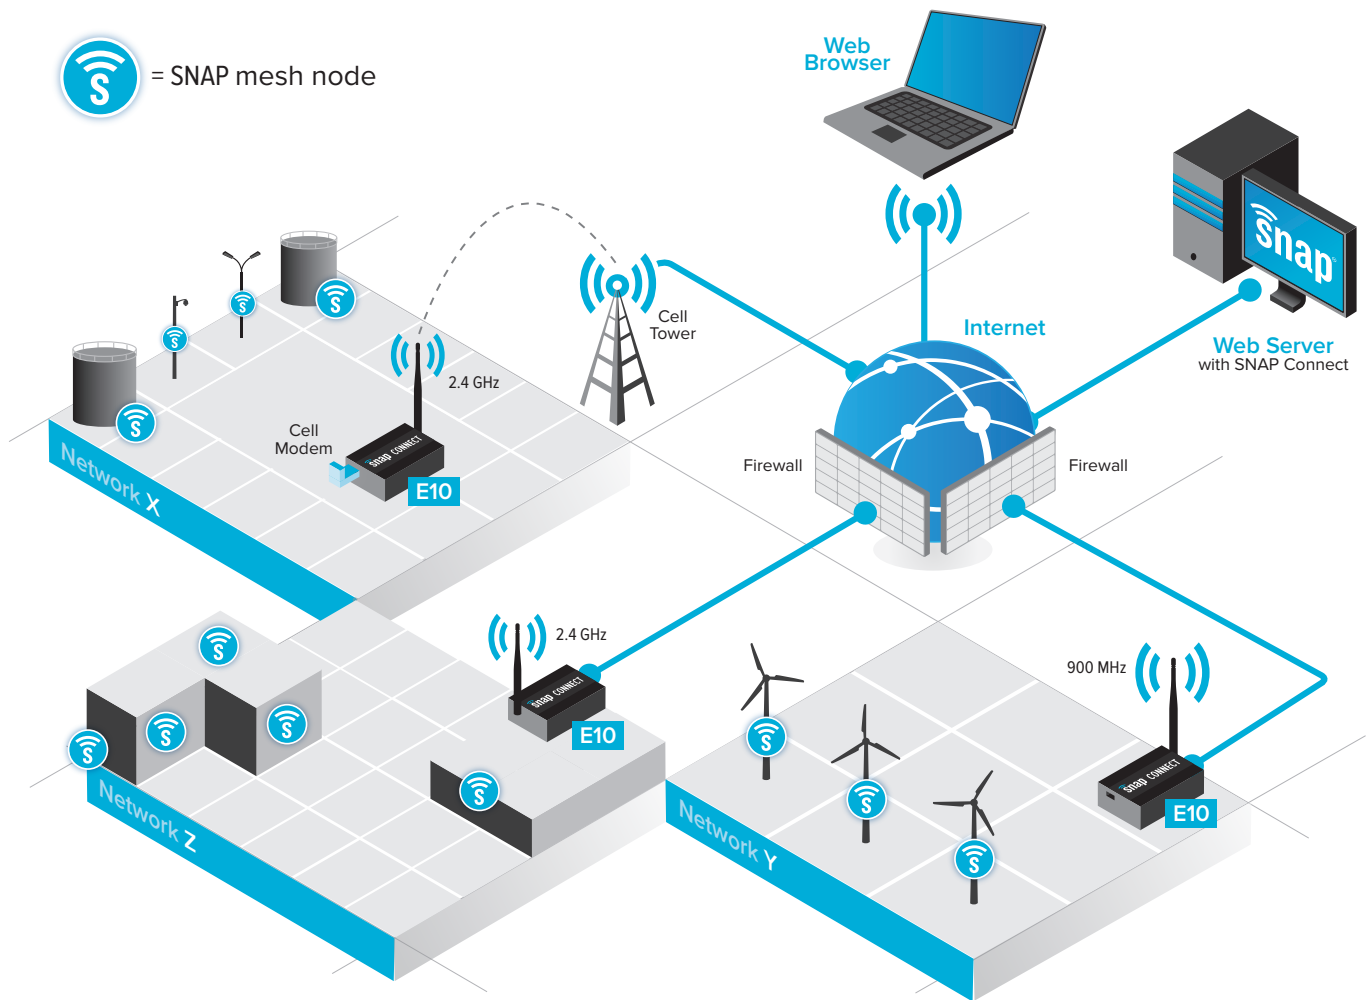 S
= SNAP mesh node
Web
Browser
snap
Internet
Web Server
with SNAP Connect
Cell
Tower
2.4 GHz
S
S
S
S
Cell
Modem
snap CONNECT
E10
Network X
Firewall
Firewall
2.4 GHz
snap CONNECT
E10
S
S
S
S
S
Network Z
900 MHz
snap CONNECT
E10
S
S
S
Network Y